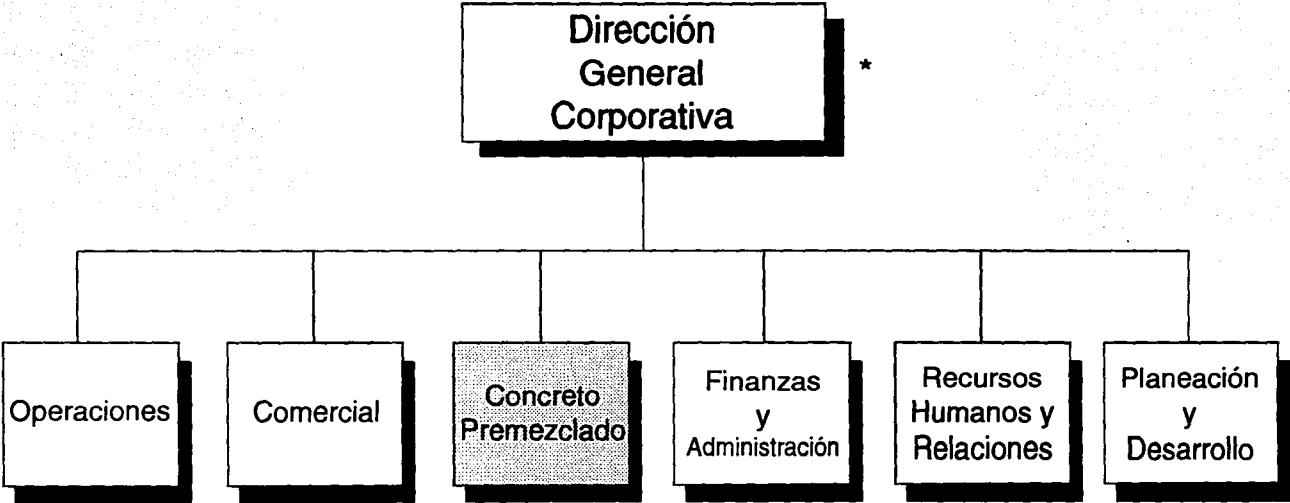 Dirección
General
Corporativa
*
Operaciones
Comercial
Concreto
Premezclado
Finanzas
y
Administración
Recursos
Humanos y
Relaciones
Planeación
y
Desarrollo